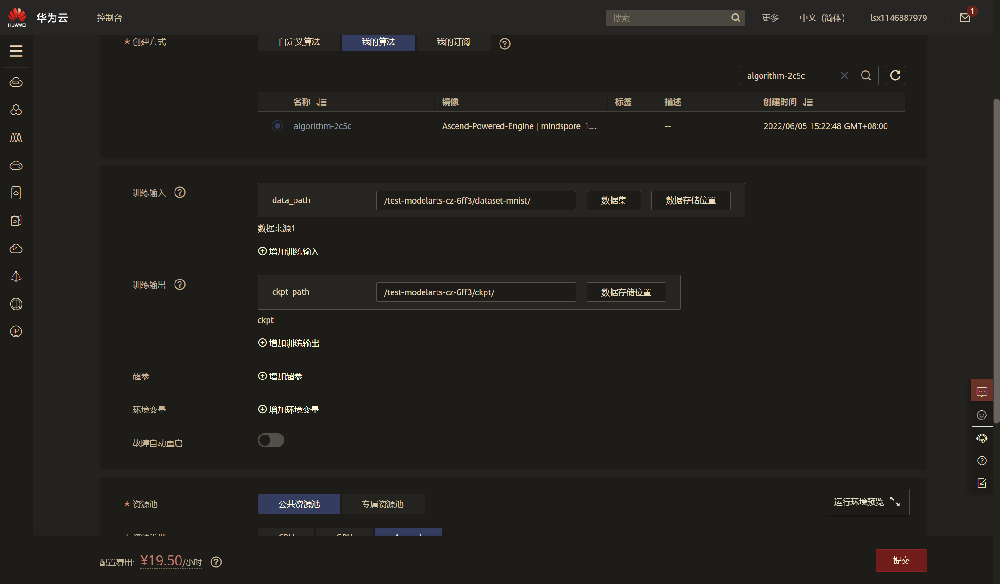 HUAWEI
华为云
控制台
搜索
更多
中文（简体）
lsx1146887979
1
* 创建方式
自定义算法
我的算法
我的订阅
algorithm-2c5c
名称
镜像
标签
描述
创建时间
algorithm-2c5c
Ascend-Powered-Engine | mindspore_1....
--
2022/06/05 15:22:48 GMT+08:00
训练输入
data_path
/test-modelarts-cz-6ff3/dataset-mnist/
数据集
数据存储位置
数据来源1
增加训练输入
训练输出
ckpt_path
/test-modelarts-cz-6ff3/ckpt/
数据存储位置
ckpt
增加训练输出
超参
增加超参
环境变量
增加环境变量
故障自动重启
* 资源池
公共资源池
专属资源池
运行环境预览
IP
配置费用: ¥19.50/小时
提交